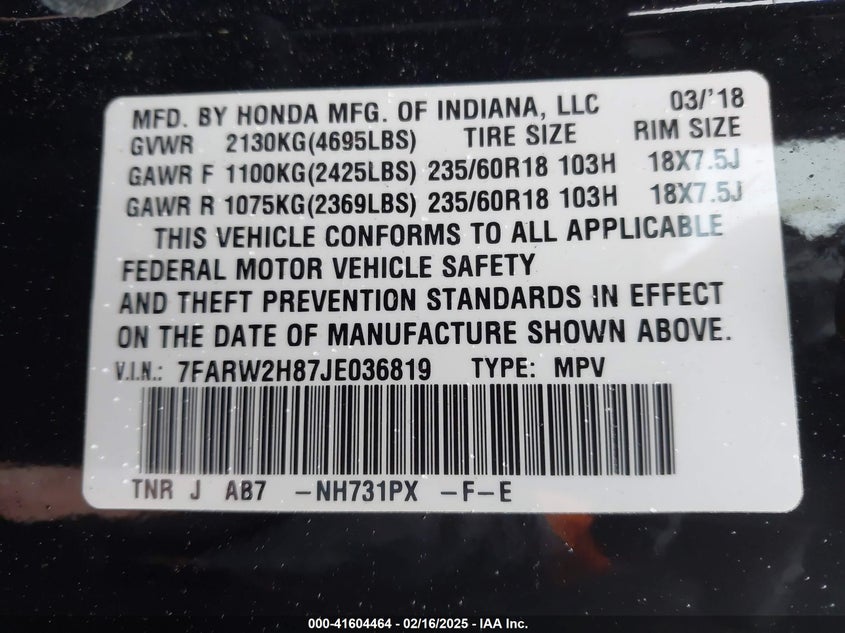 MFD. BY HONDA MFG. OF INDIANA, LLC 03/'18
GVWR 2130KG(4695LBS) TIRE SIZE RIM SIZE
GAWR F 1100KG(2425LBS) 235/60R18 103H 18X7.5J
GAWR R 1075KG(2369LBS) 235/60R18 103H 18X7.5J
THIS VEHICLE CONFORMS TO ALL APPLICABLE
FEDERAL MOTOR VEHICLE SAFETY
AND THEFT PREVENTION STANDARDS IN EFFECT
ON THE DATE OF MANUFACTURE SHOWN ABOVE.
V.I.N.: 7FARW2H87JE036819 TYPE: MPV
TNR J AB7 -NH731PX -F-E
000-41604464 - 02/16/2025 - IAA Inc.